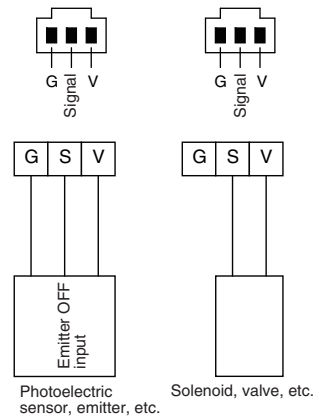 G Signal V
G Signal V
G S V
G S V
Emitter OFF
input
Photoelectric
sensor, emitter, etc.
Solenoid, valve, etc.